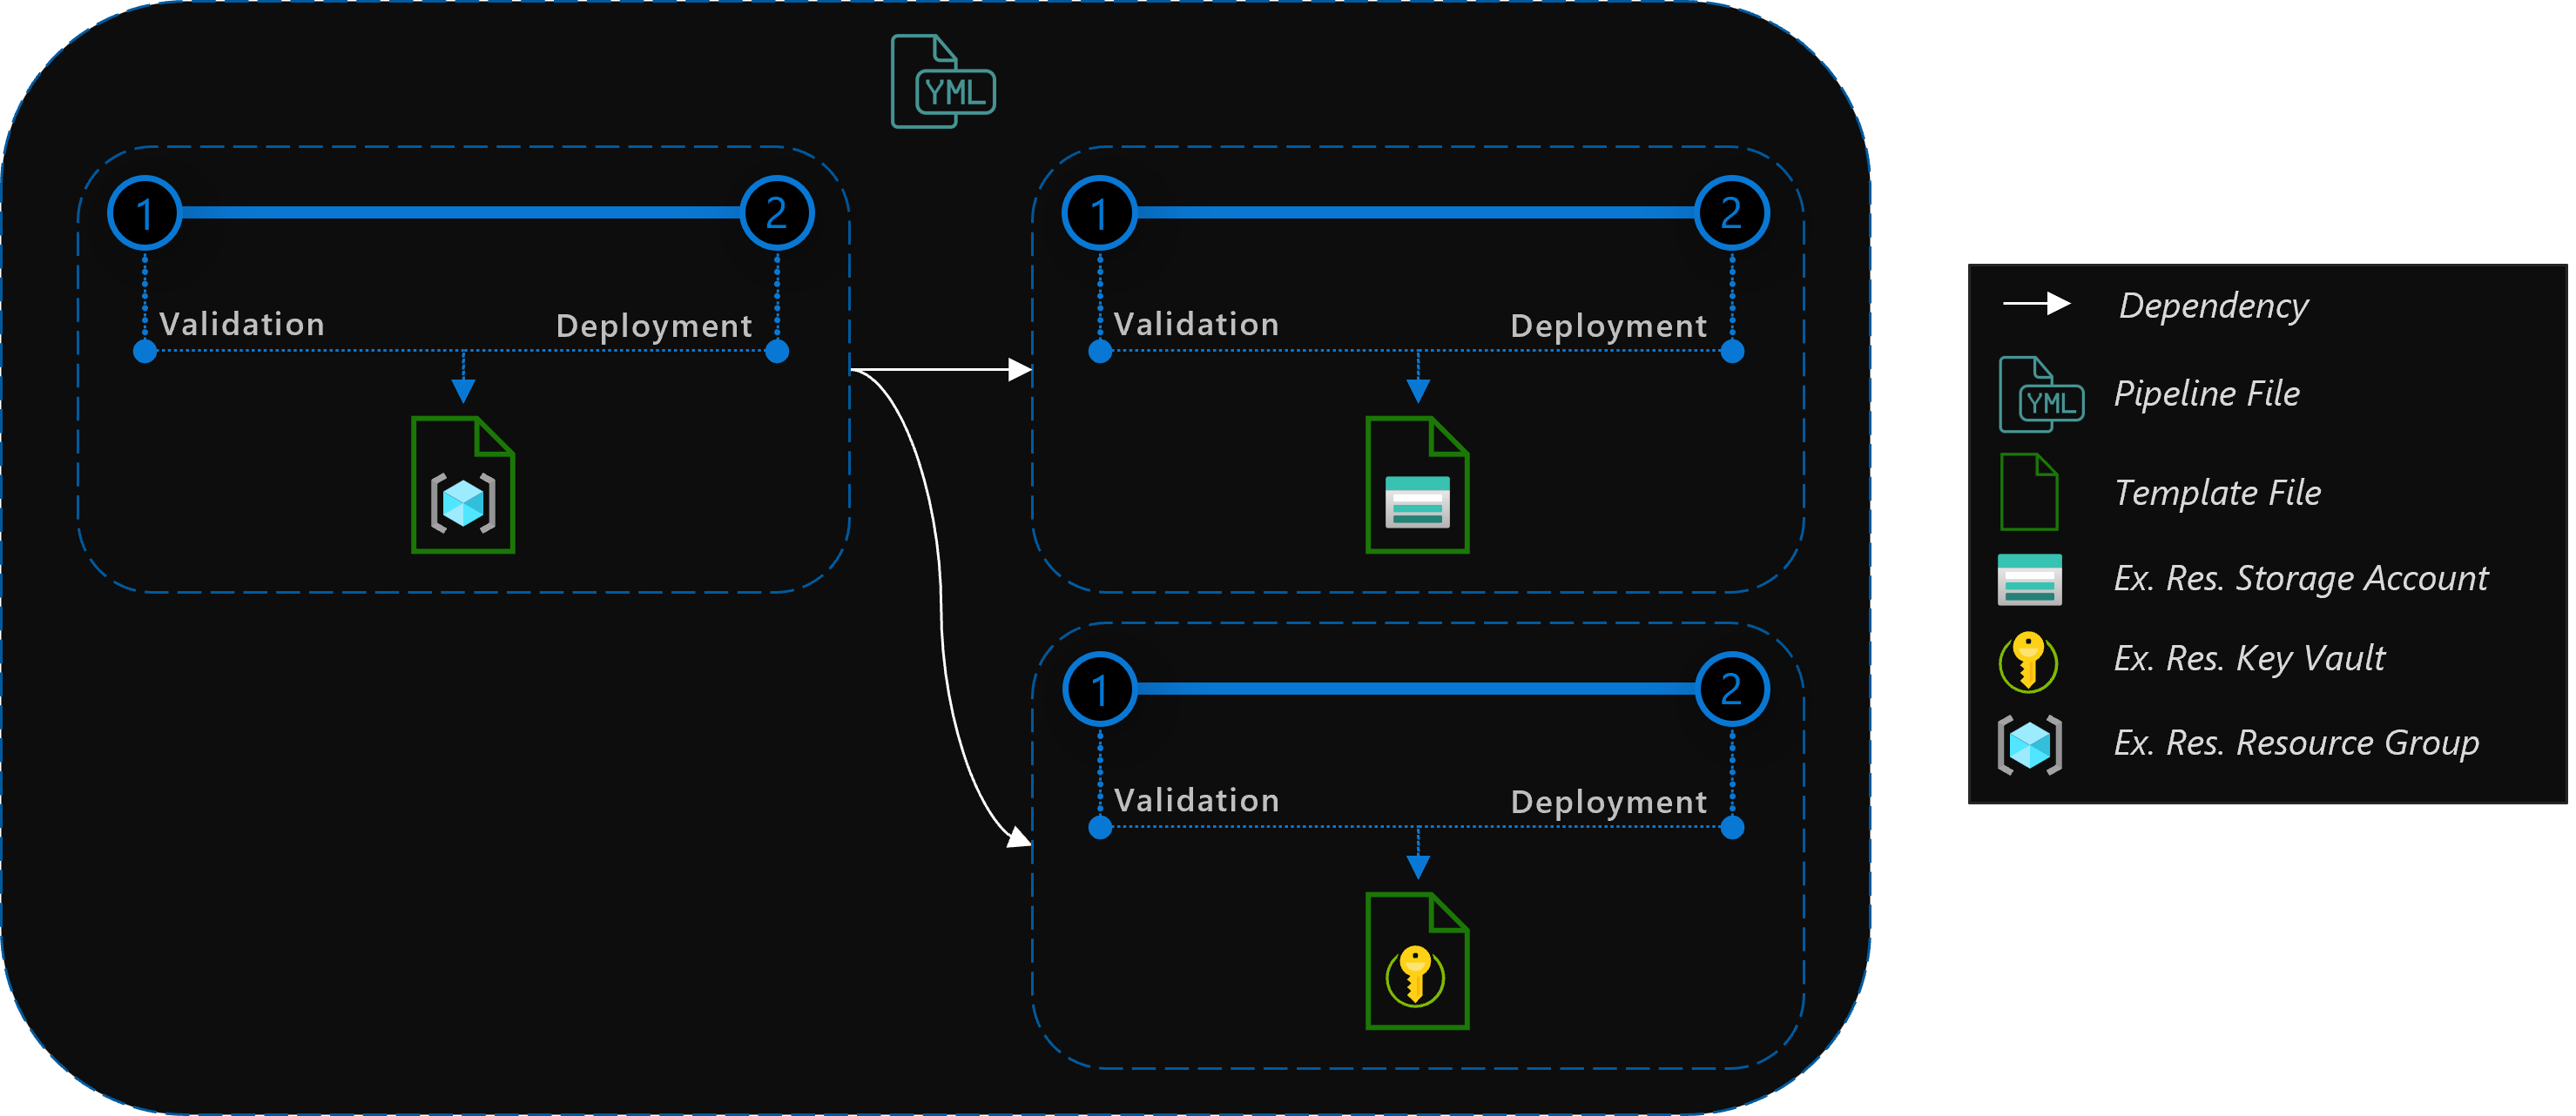 YML
1
2
Validation
Deployment
1
2
Validation
Deployment
1
2
Validation
Deployment
Dependency
YML
Pipeline File
Template File
Ex. Res. Storage Account
Ex. Res. Key Vault
Ex. Res. Resource Group